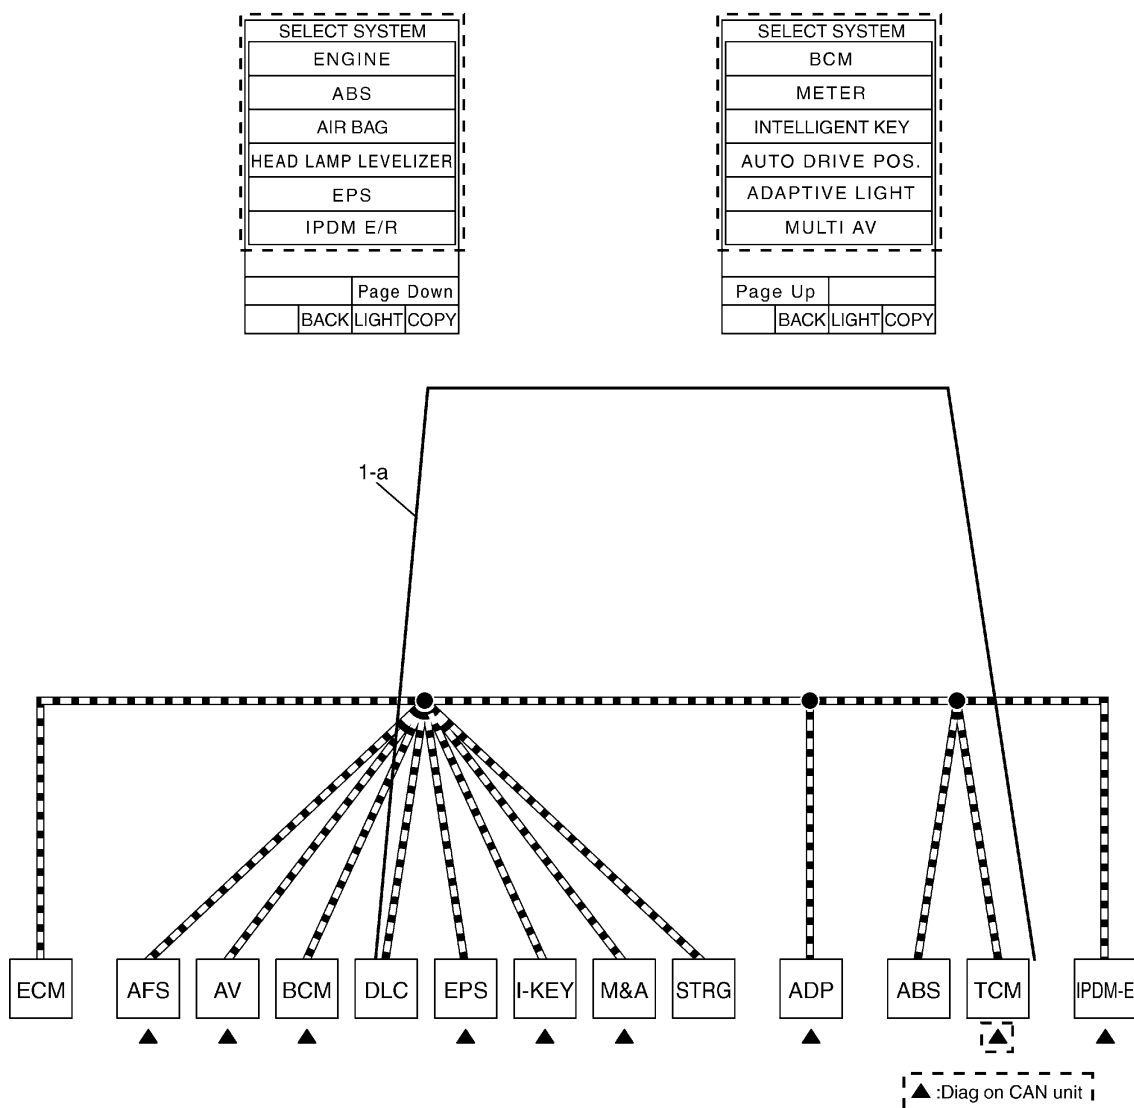 SELECT SYSTEM
ENGINE
ABS
AIR BAG
HEAD LAMP LEVELIZER
EPS
IPDM E/R
Page Down
BACK LIGHT COPY
SELECT SYSTEM
BCM
METER
INTELLIGENT KEY
AUTO DRIVE POS.
ADAPTIVE LIGHT
MULTI AV
Page Up
BACK LIGHT COPY
1-a
ECM AFS AV BCM DLC EPS I-KEY M&A STRG ADP ABS TCM IPDM-E
▲ :Diag on CAN unit